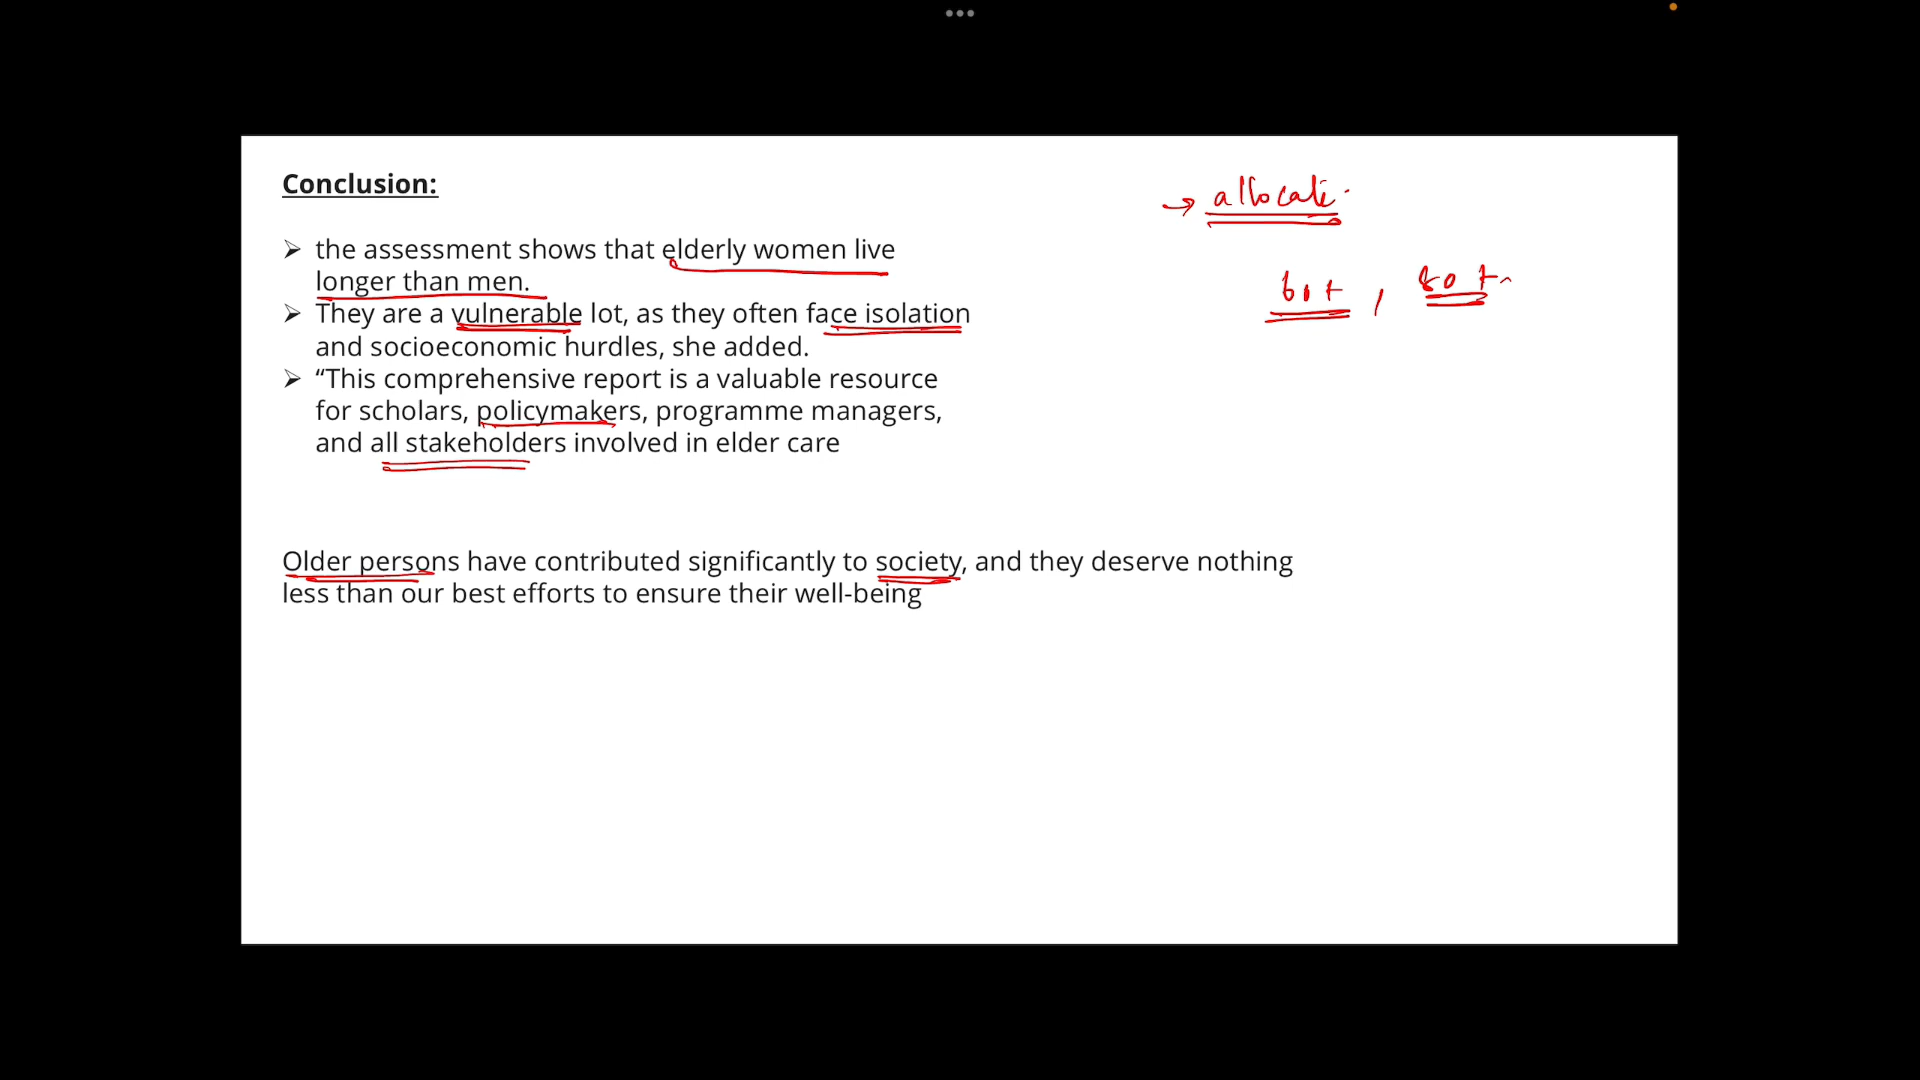 Conclusion:
→ allocate
➢ the assessment shows that elderly women live
longer than men.
60+ , 80+
➢ They are a vulnerable lot, as they often face isolation
and socioeconomic hurdles, she added.
➢ “This comprehensive report is a valuable resource
for scholars, policymakers, programme managers,
and all stakeholders involved in elder care
Older persons have contributed significantly to society, and they deserve nothing
less than our best efforts to ensure their well-being